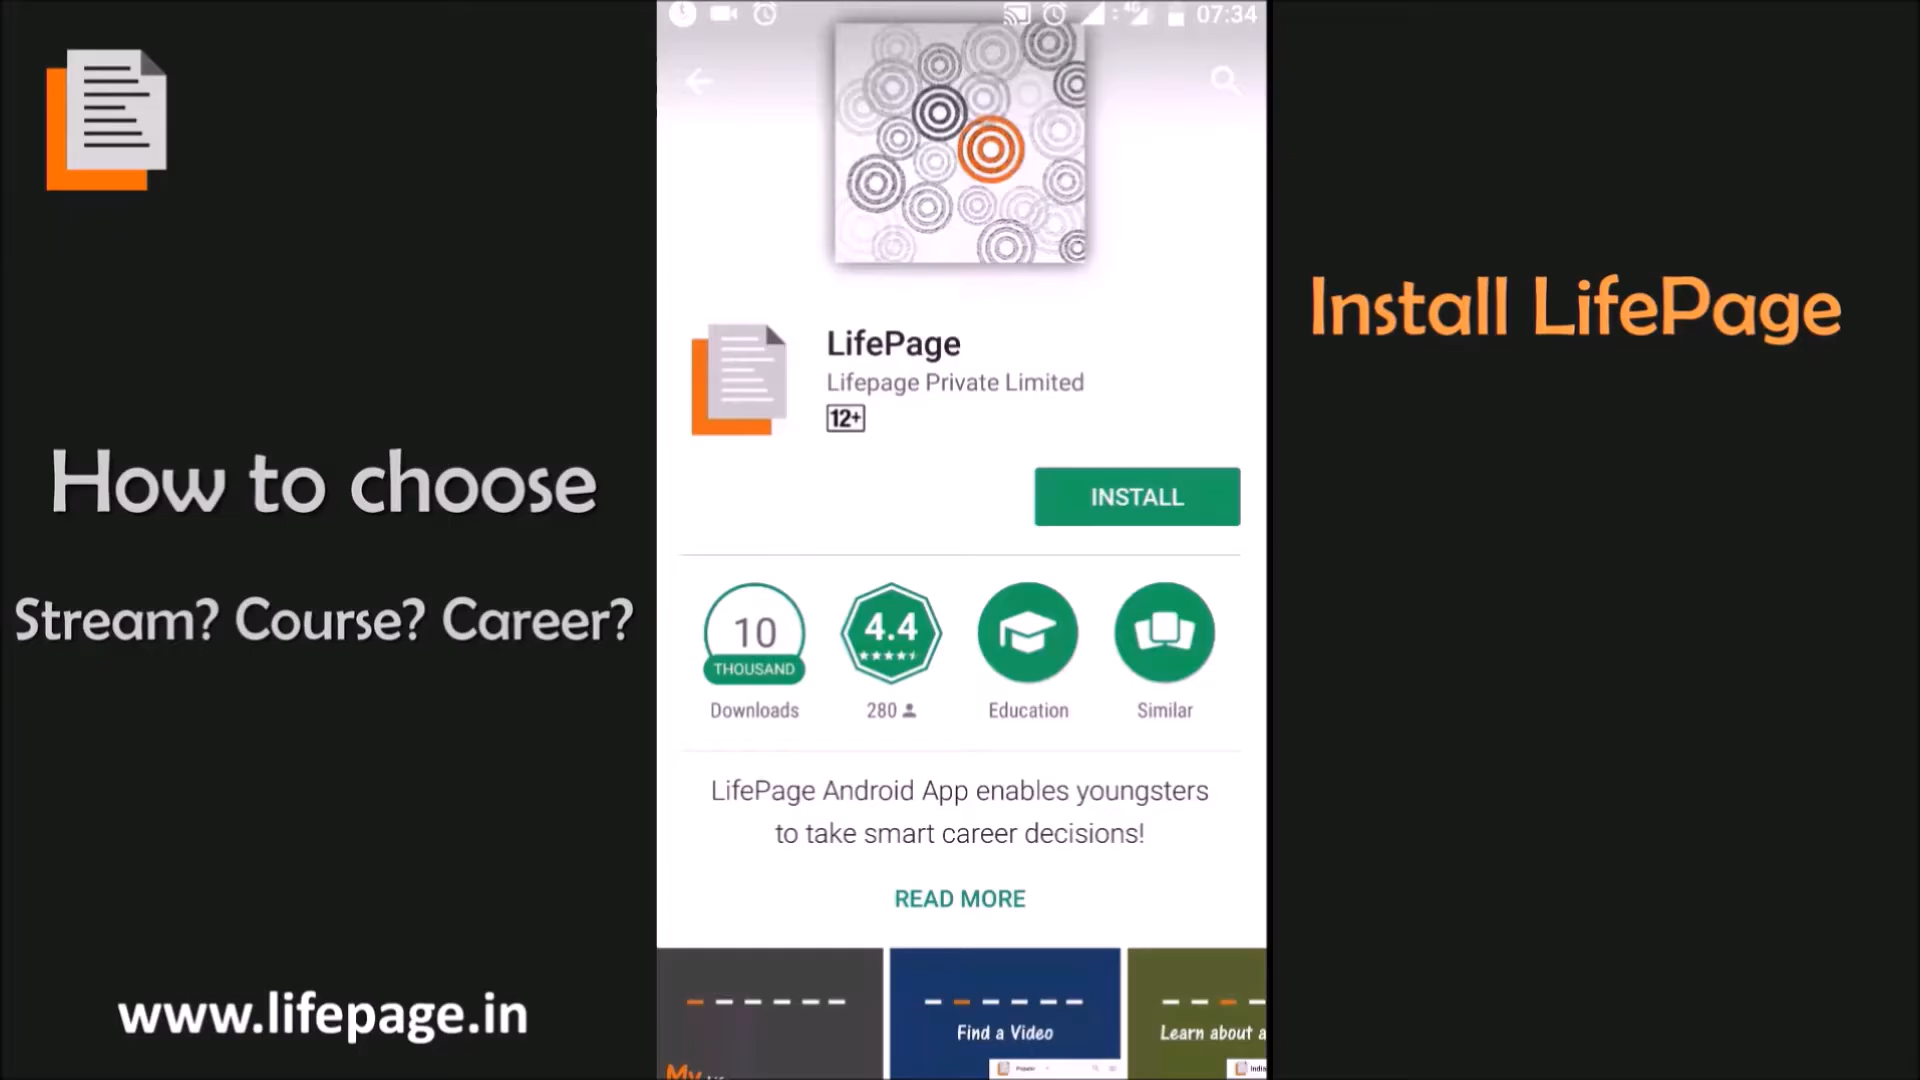 4G 07:34
Install LifePage
LifePage
Lifepage Private Limited
12+
How to choose
INSTALL
Stream? Course? Career?
10
THOUSAND
4.4
Downloads
280
Education
Similar
LifePage Android App enables youngsters
to take smart career decisions!
READ MORE
www.lifepage.in
Find a Video
Learn about a
My